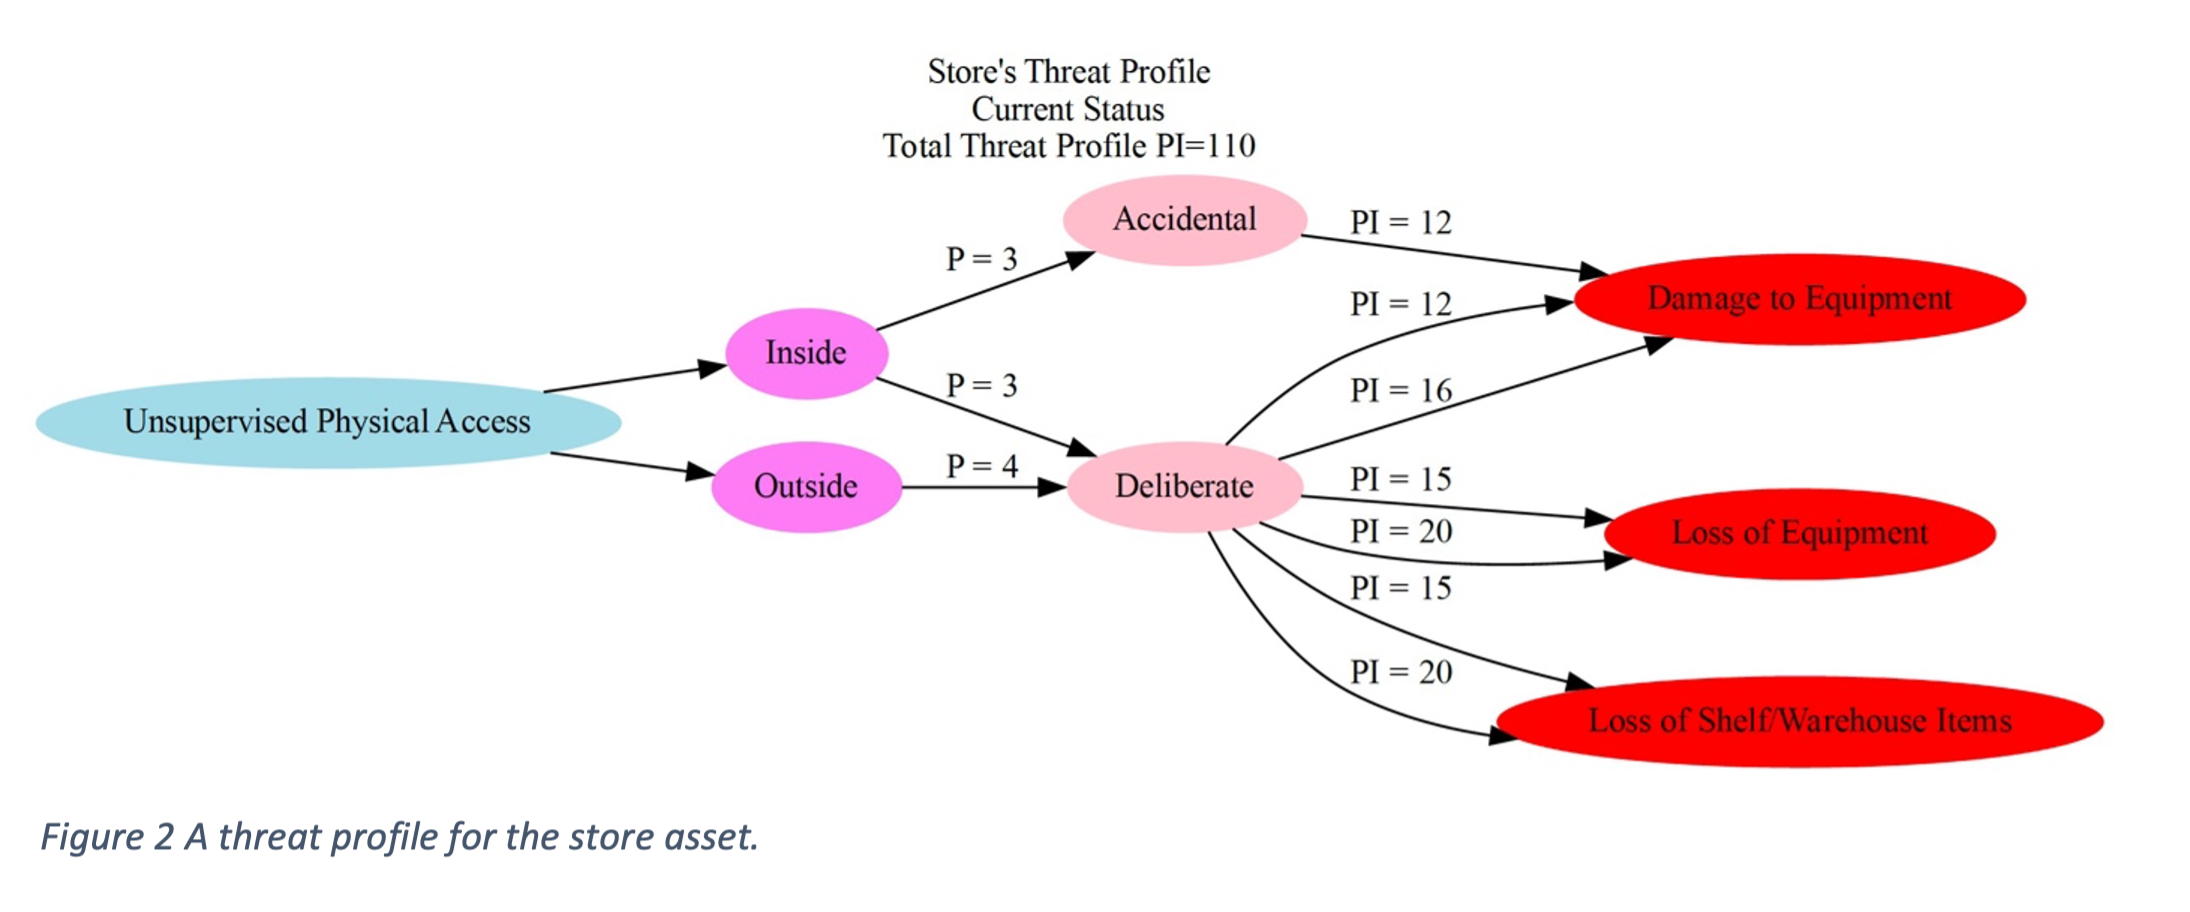 Store's Threat Profile
Current Status
Total Threat Profile PI=110
Unsupervised Physical Access
Inside
Outside
P = 3
P = 3
P = 4
Accidental
Deliberate
PI = 12
PI = 12
PI = 16
PI = 15
PI = 20
PI = 15
PI = 20
Damage to Equipment
Loss of Equipment
Loss of Shelf/Warehouse Items
Figure 2 A threat profile for the store asset.